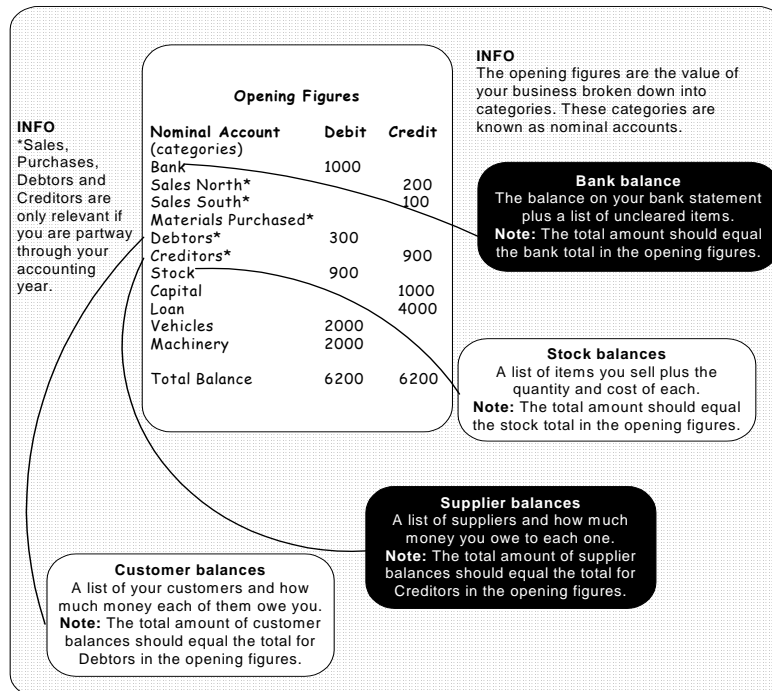 Opening Figures
Nominal Account Debit Credit
(categories)
Bank 1000
Sales North* 200
Sales South* 100
Materials Purchased*
Debtors* 300
Creditors* 900
Stock 900
Capital 1000
Loan 4000
Vehicles 2000
Machinery 2000
Total Balance 6200 6200
INFO
The opening figures are the value of
your business broken down into
categories. These categories are
known as nominal accounts.
INFO
*Sales,
Purchases,
Debtors and
Creditors are
only relevant if
you are partway
through your
accounting
year.
Bank balance
The balance on your bank statement
plus a list of uncleared items.
Note: The total amount should equal
the bank total in the opening figures.
Stock balances
A list of items you sell plus the
quantity and cost of each.
Note: The total amount should equal
the stock total in the opening figures.
Supplier balances
A list of suppliers and how much
money you owe to each one.
Note: The total amount of supplier
balances should equal the total for
Creditors in the opening figures.
Customer balances
A list of your customers and how
much money each of them owe you.
Note: The total amount of customer
balances should equal the total for
Debtors in the opening figures.